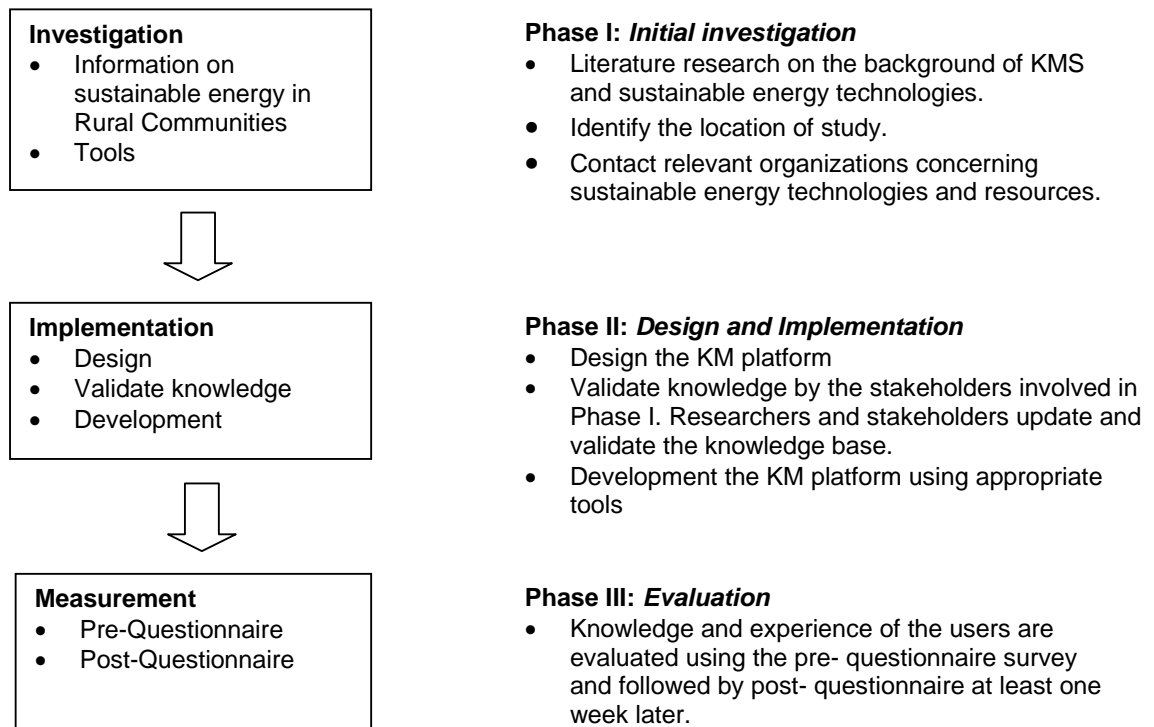 Investigation
• Information on
sustainable energy in
Rural Communities
• Tools
Phase I: Initial investigation
• Literature research on the background of KMS
and sustainable energy technologies.
• Identify the location of study.
• Contact relevant organizations concerning
sustainable energy technologies and resources.
Implementation
• Design
• Validate knowledge
• Development
Phase II: Design and Implementation
• Design the KM platform
• Validate knowledge by the stakeholders involved in
Phase I. Researchers and stakeholders update and
validate the knowledge base.
• Development the KM platform using appropriate
tools
Measurement
• Pre-Questionnaire
• Post-Questionnaire
Phase III: Evaluation
• Knowledge and experience of the users are
evaluated using the pre- questionnaire survey
and followed by post- questionnaire at least one
week later.